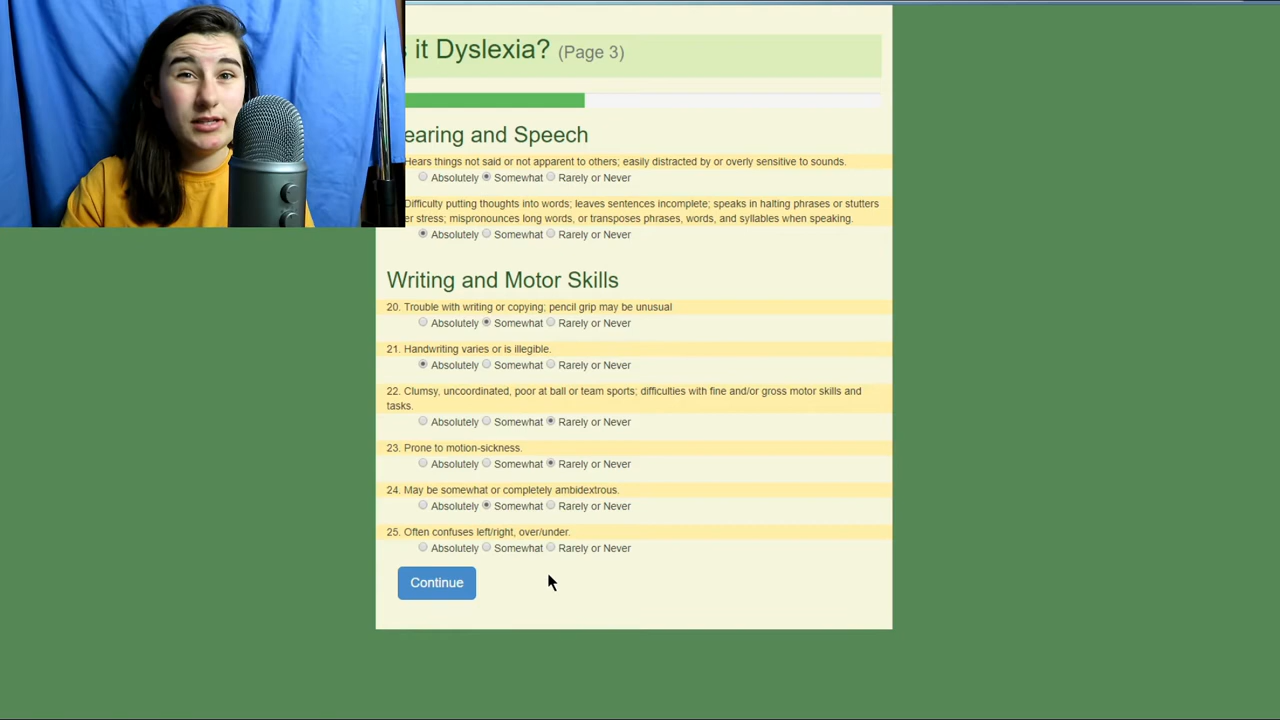 it Dyslexia? (Page 3)
earing and Speech
Hears things not said or not apparent to others; easily distracted by or overly sensitive to sounds.
Absolutely Somewhat Rarely or Never
Difficulty putting thoughts into words; leaves sentences incomplete; speaks in halting phrases or stutters
er stress; mispronounces long words, or transposes phrases, words, and syllables when speaking.
Absolutely Somewhat Rarely or Never
Writing and Motor Skills
20. Trouble with writing or copying; pencil grip may be unusual
Absolutely Somewhat Rarely or Never
21. Handwriting varies or is illegible.
Absolutely Somewhat Rarely or Never
22. Clumsy, uncoordinated, poor at ball or team sports; difficulties with fine and/or gross motor skills and
tasks.
Absolutely Somewhat Rarely or Never
23. Prone to motion-sickness.
Absolutely Somewhat Rarely or Never
24. May be somewhat or completely ambidextrous.
Absolutely Somewhat Rarely or Never
25. Often confuses left/right, over/under.
Absolutely Somewhat Rarely or Never
Continue